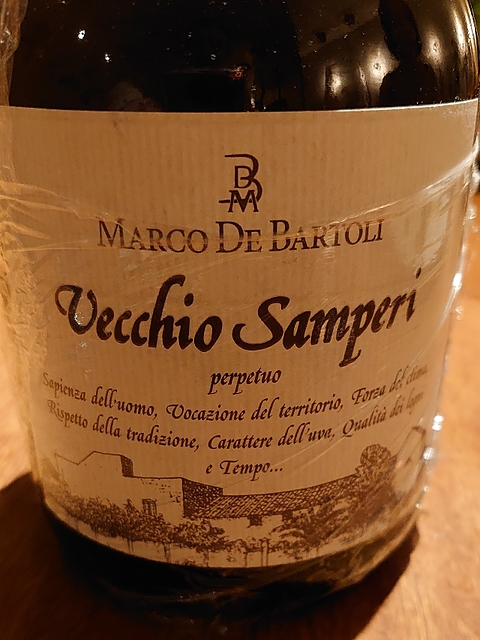 DBM
MARCO DE BARTOLI
Vecchio Samperi
perpetuo
Sapienza dell'uomo, Vocazione del territorio, Forza del clima,
Rispetto della tradizione, Carattere dell'uva, Qualità dei legni
e Tempo...